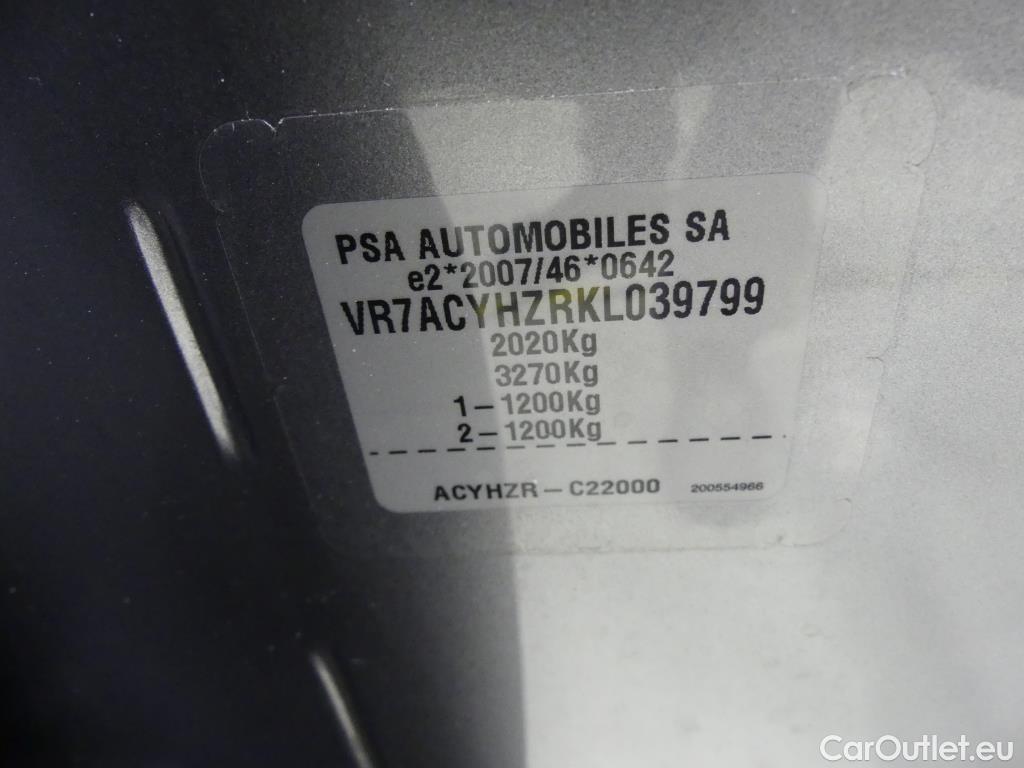 PSA AUTOMOBILES SA
e2*2007/46*0642
VR7ACYHZRKL039799
2020Kg
3270Kg
1-1200Kg
2-1200Kg
ACYHZR-C22000 200554966
CarOutlet.eu